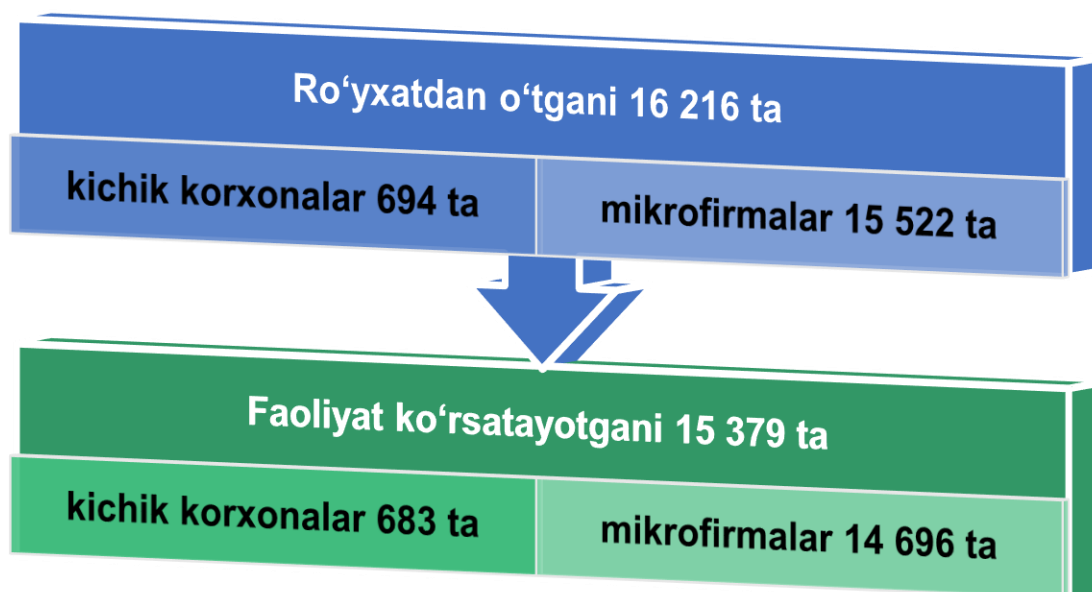 Ro‘yxatdan o‘tgani 16 216 ta
kichik korxonalar 694 ta
mikrofirmalar 15 522 ta
Faoliyat ko‘rsatayotgani 15 379 ta
kichik korxonalar 683 ta
mikrofirmalar 14 696 ta